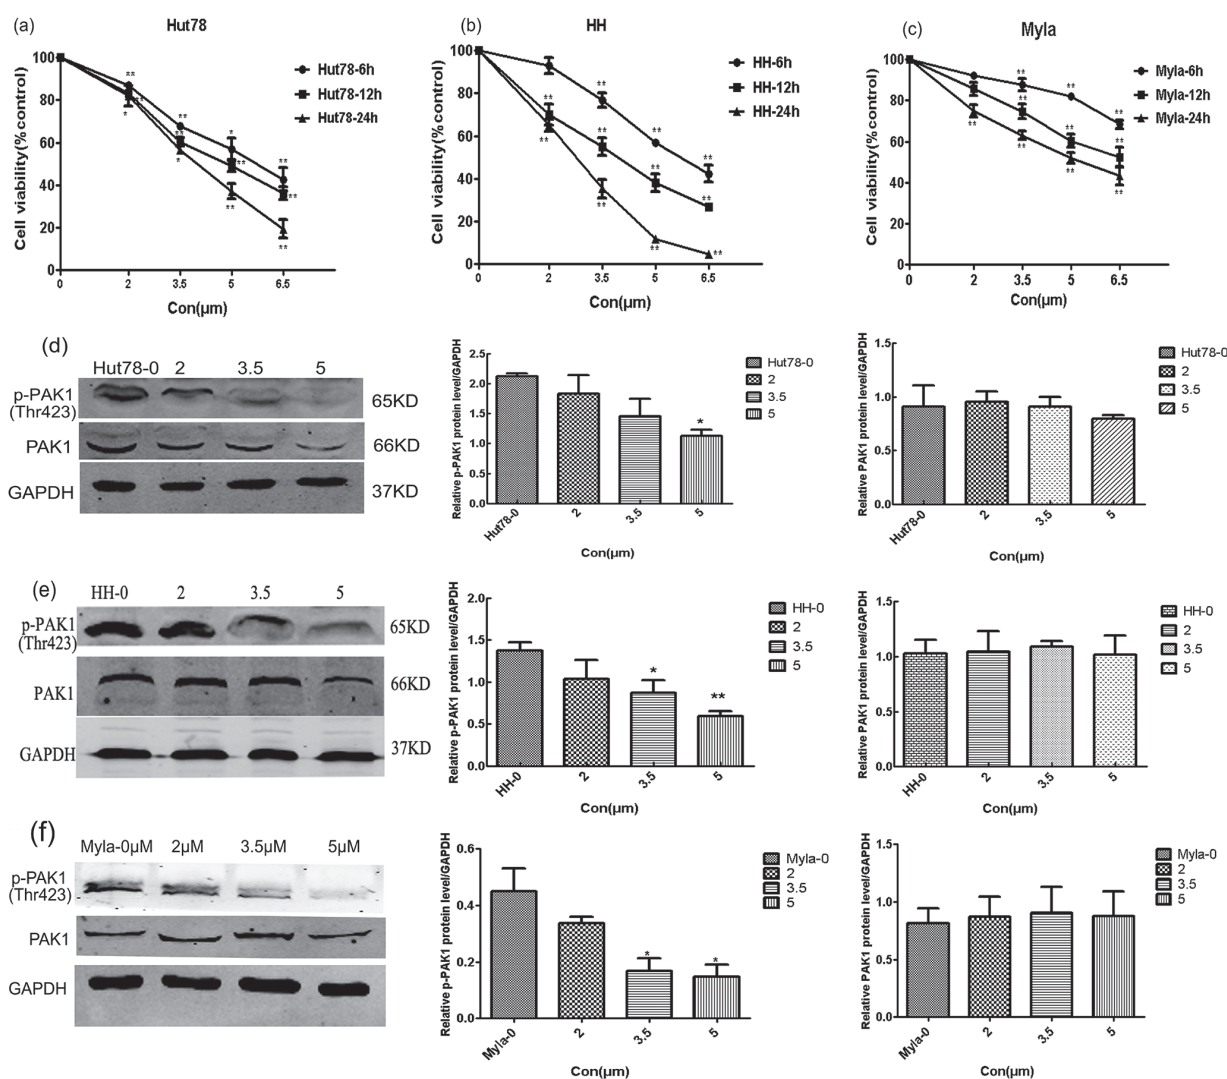 (a)
Hut78
Cell viability(%control)
100
80
60
40
20
0
0
2
3.5
5
6.5
Con(µm)
Hut78-6h
Hut78-12h
Hut78-24h
**
**
*
**
**
*
*
**
**
**
**
**
(b)
HH
Cell viability(%control)
100
80
60
40
20
0
0
2
3.5
5
6.5
Con(µm)
HH-6h
HH-12h
HH-24h
**
**
**
**
**
**
**
**
**
**
**
(c)
Myla
Cell viability(%control)
100
80
60
40
20
0
0
2
3.5
5
6.5
Con(µm)
Myla-6h
Myla-12h
Myla-24h
**
**
**
**
**
**
**
**
**
(d)
Hut78-0 2 3.5 5
p-PAK1
(Thr423)
65KD
PAK1
66KD
GAPDH
37KD
Relative p-PAK1 protein level/GAPDH
2.5
2.0
1.5
1.0
0.5
0.0
*
Hut78-0
2
3.5
5
Con(µm)
Hut78-0
2
3.5
5
Relative PAK1 protein level/GAPDH
1.5
1.0
0.5
0.0
Hut78-0
2
3.5
5
Con(µm)
Hut78-0
2
3.5
5
(e)
HH-0 2 3.5 5
p-PAK1
(Thr423)
65KD
PAK1
66KD
GAPDH
37KD
Relative p-PAK1 protein level/GAPDH
2.0
1.5
1.0
0.5
0.0
*
**
HH-0
2
3.5
5
Con(µm)
HH-0
2
3.5
5
Relative PAK1 protein level/GAPDH
1.5
1.0
0.5
0.0
HH-0
2
3.5
5
Con(µm)
HH-0
2
3.5
5
(f)
Myla-0µM 2µM 3.5µM 5µM
p-PAK1
(Thr423)
PAK1
GAPDH
Relative p-PAK1 protein level/GAPDH
0.6
0.4
0.2
0.0
*
*
Myla-0
2
3.5
5
Con(µm)
Myla-0
2
3.5
5
Relative PAK1 protein level/GAPDH
1.5
1.0
0.5
0.0
Myla-0
2
3.5
5
Con(µm)
Myla-0
2
3.5
5